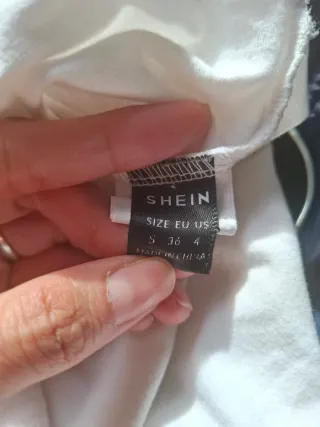 SHEIN
SIZE EU US
S 36 4
MADE IN CHINA